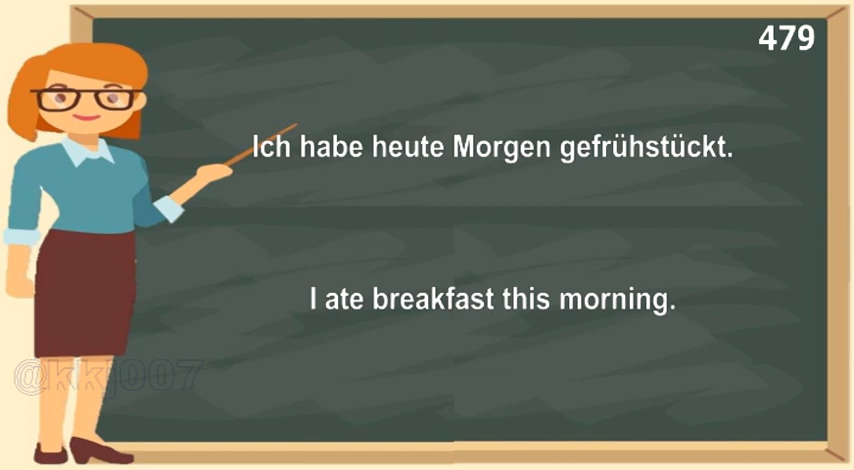 479
Ich habe heute Morgen gefrühstückt.
I ate breakfast this morning.
@kkj007